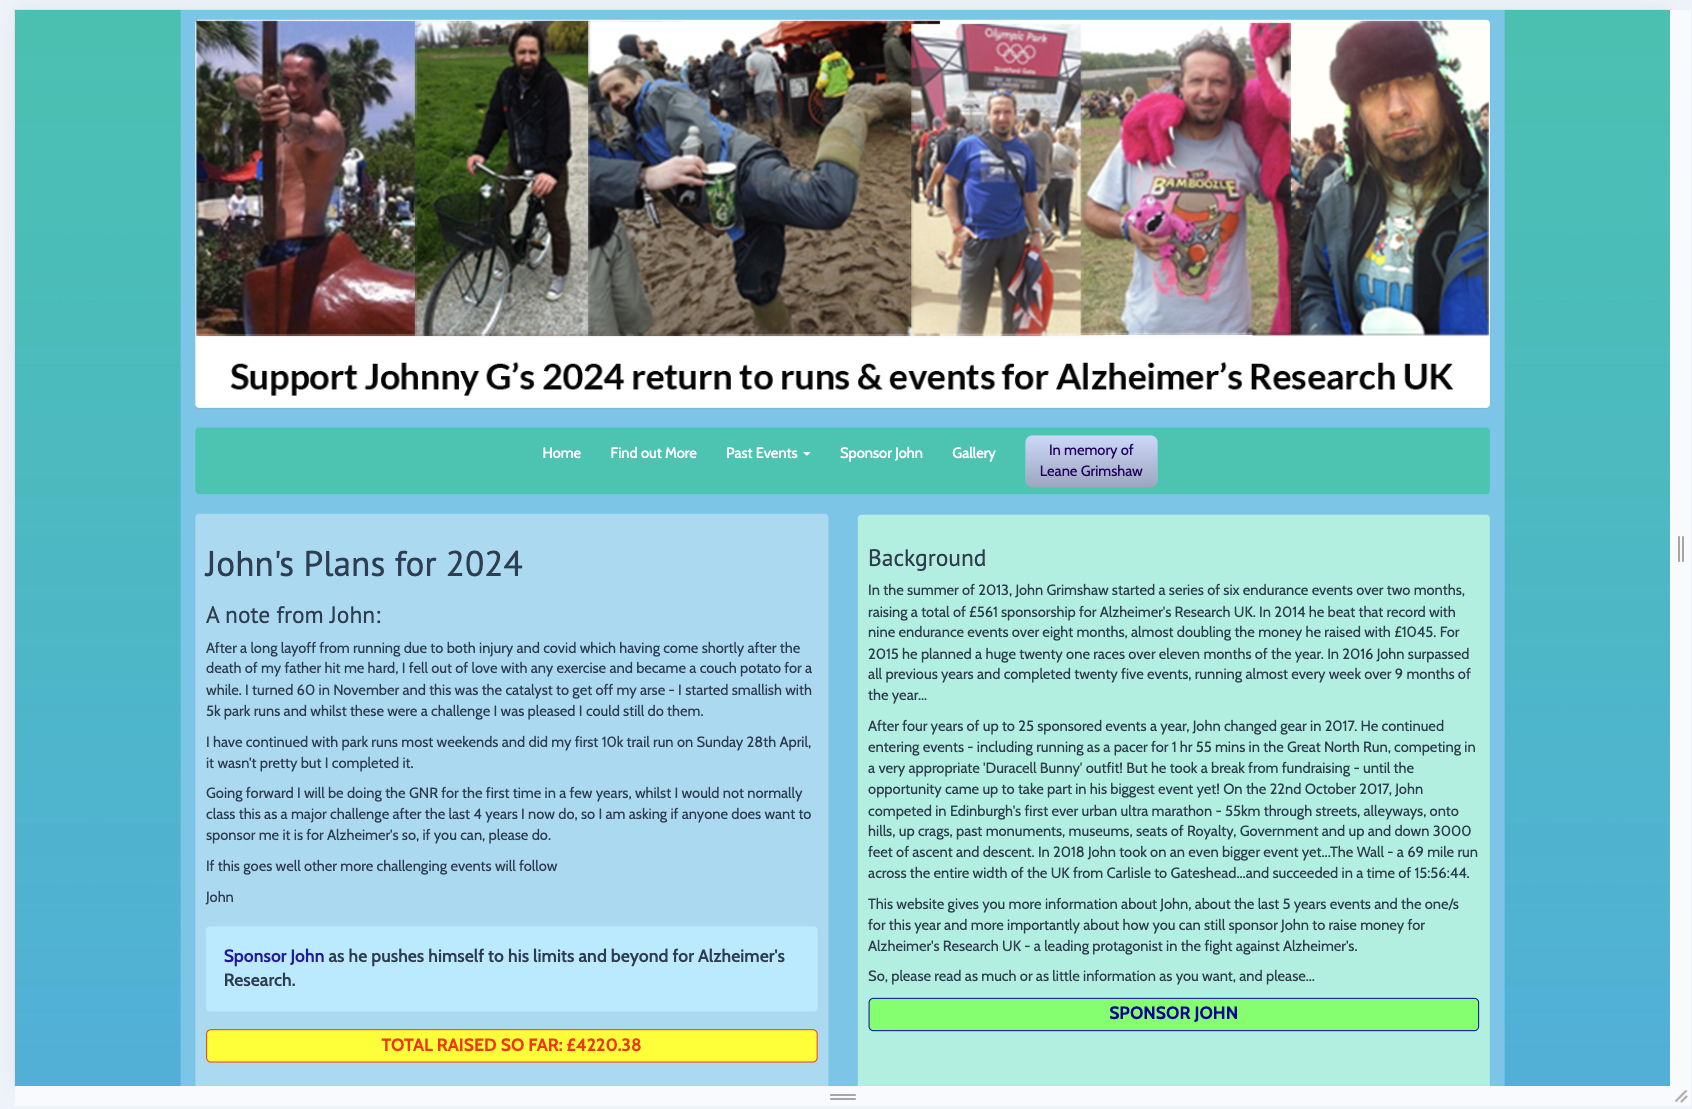 Olympic Park
Stratford Gate
THE
BAMBOOZLE
Support Johnny G’s 2024 return to runs & events for Alzheimer’s Research UK
Home
Find out More
Past Events
Sponsor John
Gallery
In memory of
Leane Grimshaw
John's Plans for 2024
A note from John:
After a long layoff from running due to both injury and covid which having come shortly after the
death of my father hit me hard, I fell out of love with any exercise and became a couch potato for a
while. I turned 60 in November and this was the catalyst to get off my arse - I started smallish with
5k park runs and whilst these were a challenge I was pleased I could still do them.
I have continued with park runs most weekends and did my first 10k trail run on Sunday 28th April,
it wasn't pretty but I completed it.
Going forward I will be doing the GNR for the first time in a few years, whilst I would not normally
class this as a major challenge after the last 4 years I now do, so I am asking if anyone does want to
sponsor me it is for Alzheimer's so, if you can, please do.
If this goes well other more challenging events will follow
John
Sponsor John as he pushes himself to his limits and beyond for Alzheimer's
Research.
TOTAL RAISED SO FAR: £4220.38
Background
In the summer of 2013, John Grimshaw started a series of six endurance events over two months,
raising a total of £561 sponsorship for Alzheimer's Research UK. In 2014 he beat that record with
nine endurance events over eight months, almost doubling the money he raised with £1045. For
2015 he planned a huge twenty one races over eleven months of the year. In 2016 John surpassed
all previous years and completed twenty five events, running almost every week over 9 months of
the year...
After four years of up to 25 sponsored events a year, John changed gear in 2017. He continued
entering events - including running as a pacer for 1 hr 55 mins in the Great North Run, competing in
a very appropriate 'Duracell Bunny' outfit! But he took a break from fundraising - until the
opportunity came up to take part in his biggest event yet! On the 22nd October 2017, John
competed in Edinburgh's first ever urban ultra marathon - 55km through streets, alleyways, onto
hills, up crags, past monuments, museums, seats of Royalty, Government and up and down 3000
feet of ascent and descent. In 2018 John took on an even bigger event yet...The Wall - a 69 mile run
across the entire width of the UK from Carlisle to Gateshead...and succeeded in a time of 15:56:44.
This website gives you more information about John, about the last 5 years events and the one/s
for this year and more importantly about how you can still sponsor John to raise money for
Alzheimer's Research UK - a leading protagonist in the fight against Alzheimer's.
So, please read as much or as little information as you want, and please...
SPONSOR JOHN